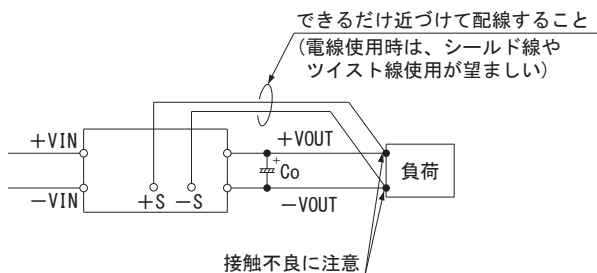 できるだけ近づけて配線すること
(電線使用時は、シールド線や
ツイスト線使用が望ましい)
+VIN
+VOUT
+
Co
負荷
-VIN
+S
-S
-VOUT
接触不良に注意